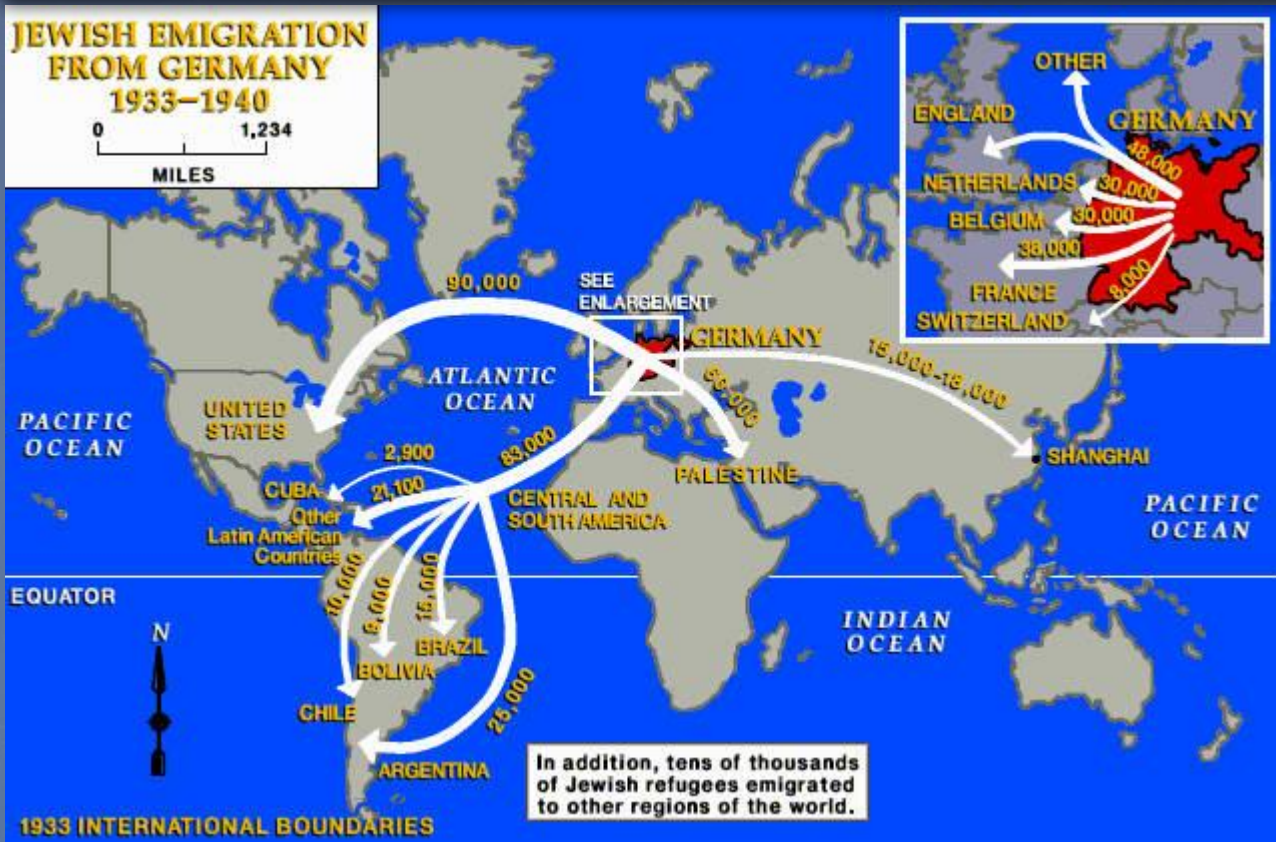 JEWISH EMIGRATION
FROM GERMANY
1933–1940
0 1,234
MILES
OTHER
ENGLAND
GERMANY
48,000
NETHERLANDS
30,000
BELGIUM
30,000
38,000
FRANCE
8,000
SWITZERLAND
90,000
SEE
ENLARGEMENT
GERMANY
15,000-18,000
60,000
ATLANTIC
OCEAN
UNITED
STATES
PACIFIC
OCEAN
83,000
2,900
SHANGHAI
PALESTINE
CUBA
21,100
CENTRAL AND
SOUTH AMERICA
PACIFIC
OCEAN
Other
Latin American
Countries
10,000
9,000
15,000
EQUATOR
INDIAN
OCEAN
N
BRAZIL
BOLIVIA
25,000
CHILE
ARGENTINA
In addition, tens of thousands
of Jewish refugees emigrated
to other regions of the world.
1933 INTERNATIONAL BOUNDARIES